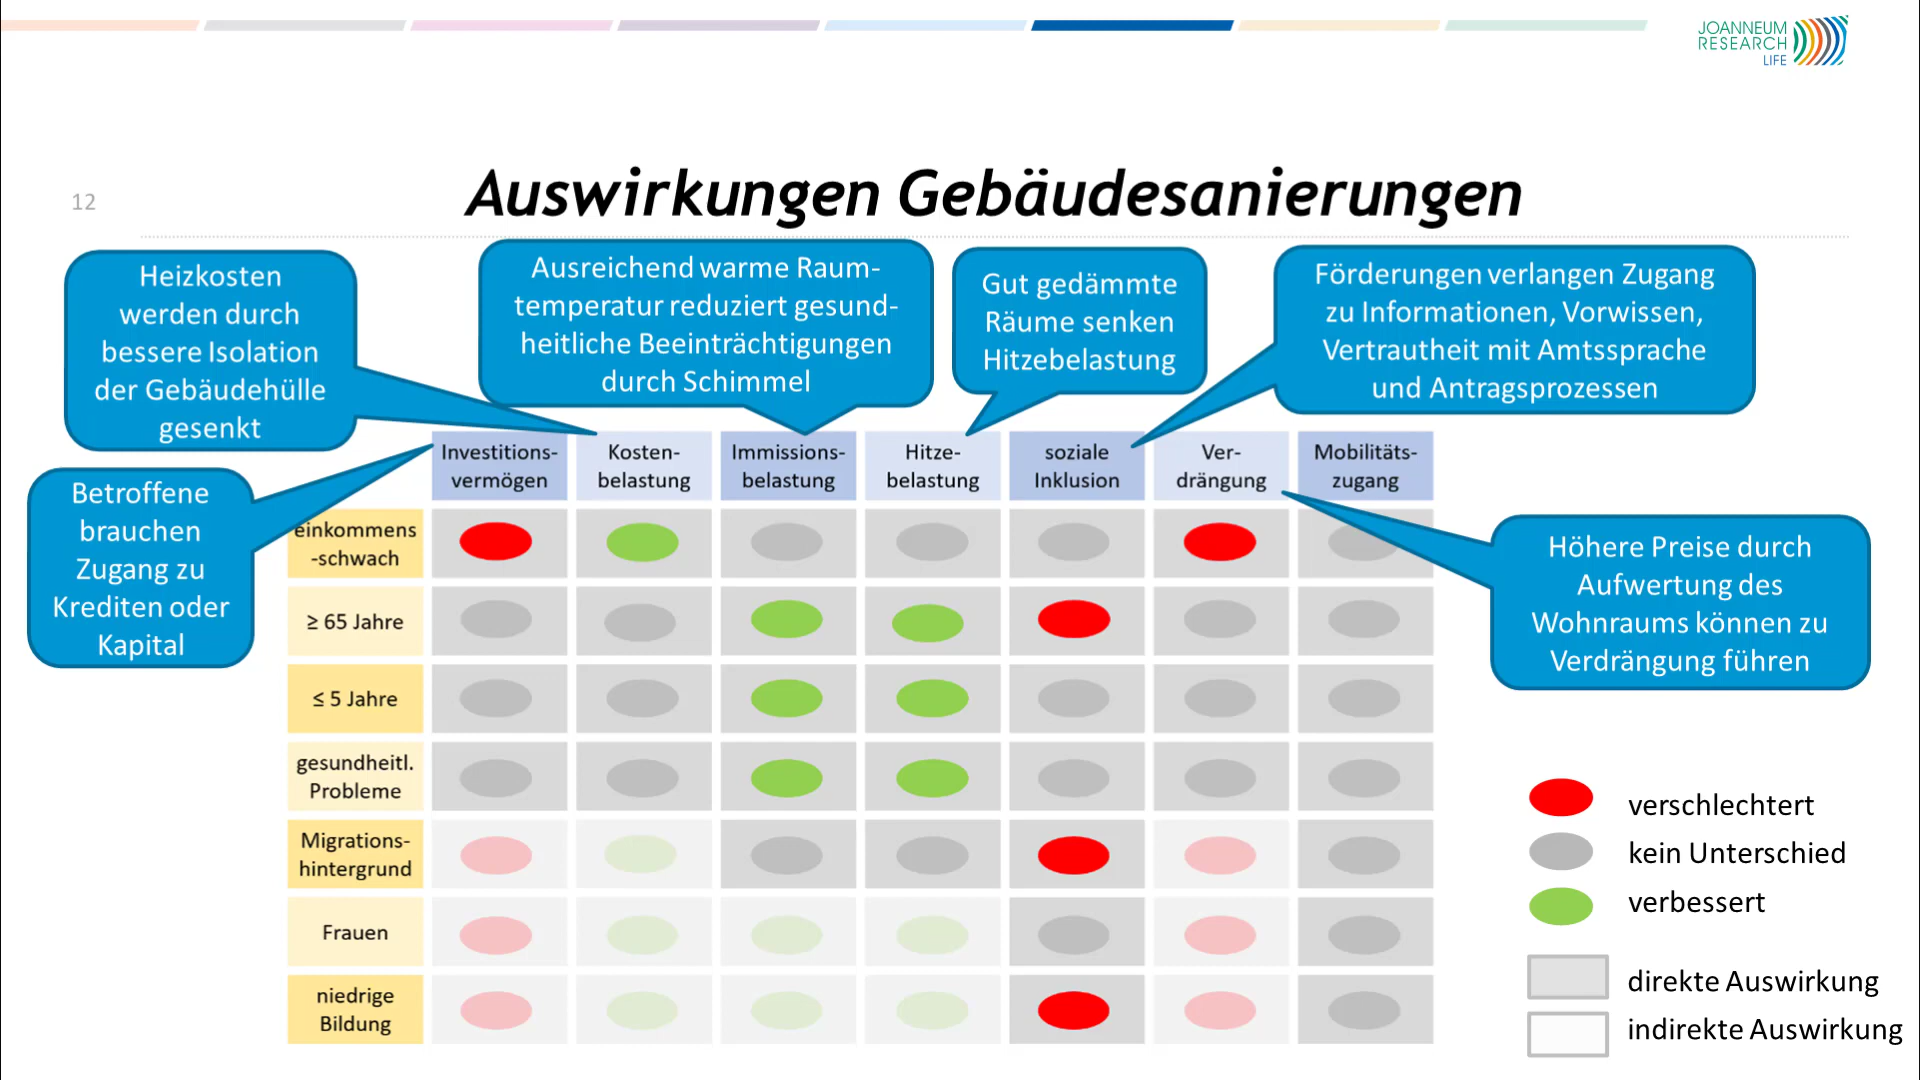 JOANNEUM
RESEARCH
LIFE
12
Auswirkungen Gebäudesanierungen
Heizkosten
werden durch
bessere Isolation
der Gebäudehülle
gesenkt
Ausreichend warme Raum-
temperatur reduziert gesund-
heitliche Beeinträchtigungen
durch Schimmel
Gut gedämmte
Räume senken
Hitzebelastung
Förderungen verlangen Zugang
zu Informationen, Vorwissen,
Vertrautheit mit Amtssprache
und Antragsprozessen
Betroffene
brauchen
Zugang zu
Krediten oder
Kapital
Höhere Preise durch
Aufwertung des
Wohnraums können zu
Verdrängung führen
Investitions-
vermögen
Kosten-
belastung
Immissions-
belastung
Hitze-
belastung
soziale
Inklusion
Ver-
drängung
Mobilitäts-
zugang
einkommens
-schwach
≥ 65 Jahre
≤ 5 Jahre
gesundheitl.
Probleme
Migrations-
hintergrund
Frauen
niedrige
Bildung
verschlechtert
kein Unterschied
verbessert
direkte Auswirkung
indirekte Auswirkung